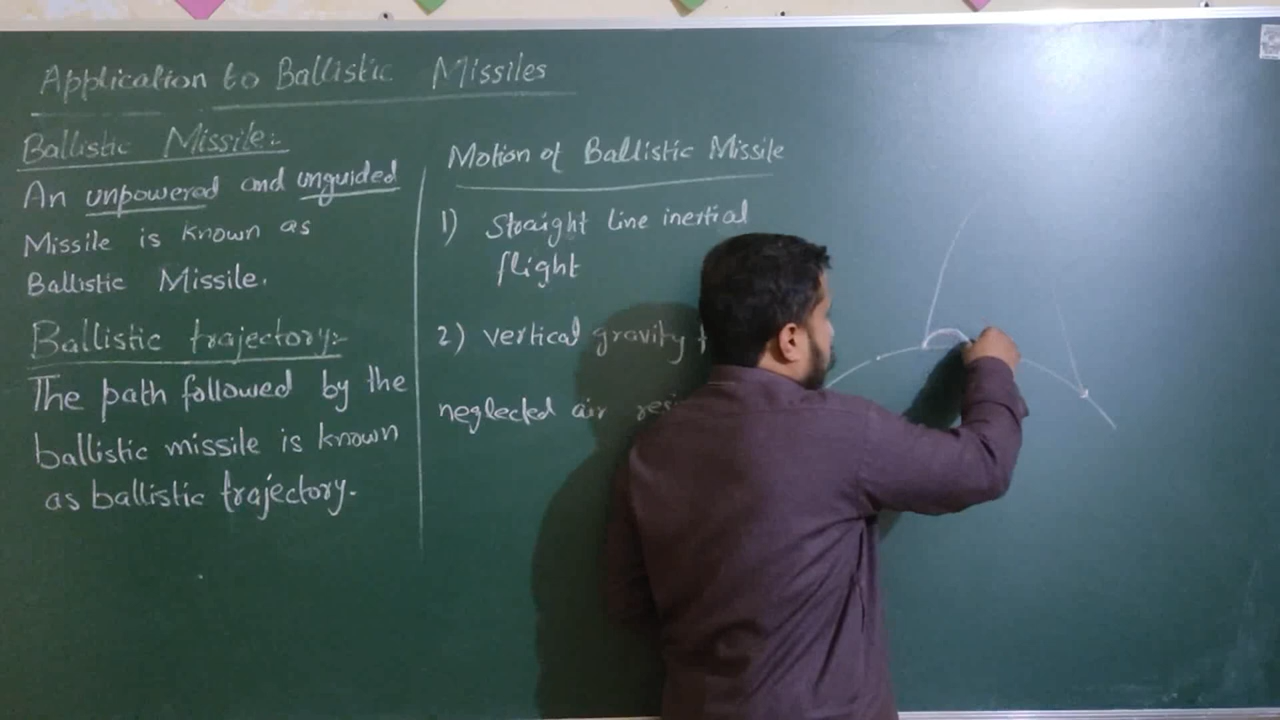 Application to Ballistic Missiles
Ballistic Missile:-
An unpowered and unguided
Missile is known as
Ballistic Missile.
Ballistic trajectory:-
The path followed by the
ballistic missile is known
as ballistic trajectory.
Motion of Ballistic Missile
1) Straight line inertial
flight
2) vertical gravity
neglected air